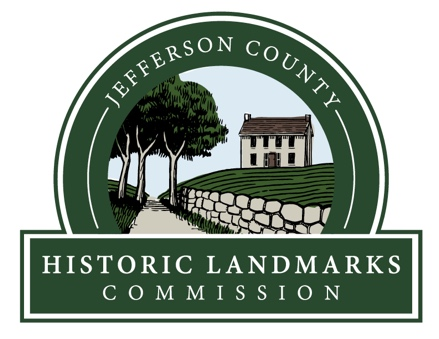 JEFFERSON COUNTY
HISTORIC LANDMARKS
COMMISSION